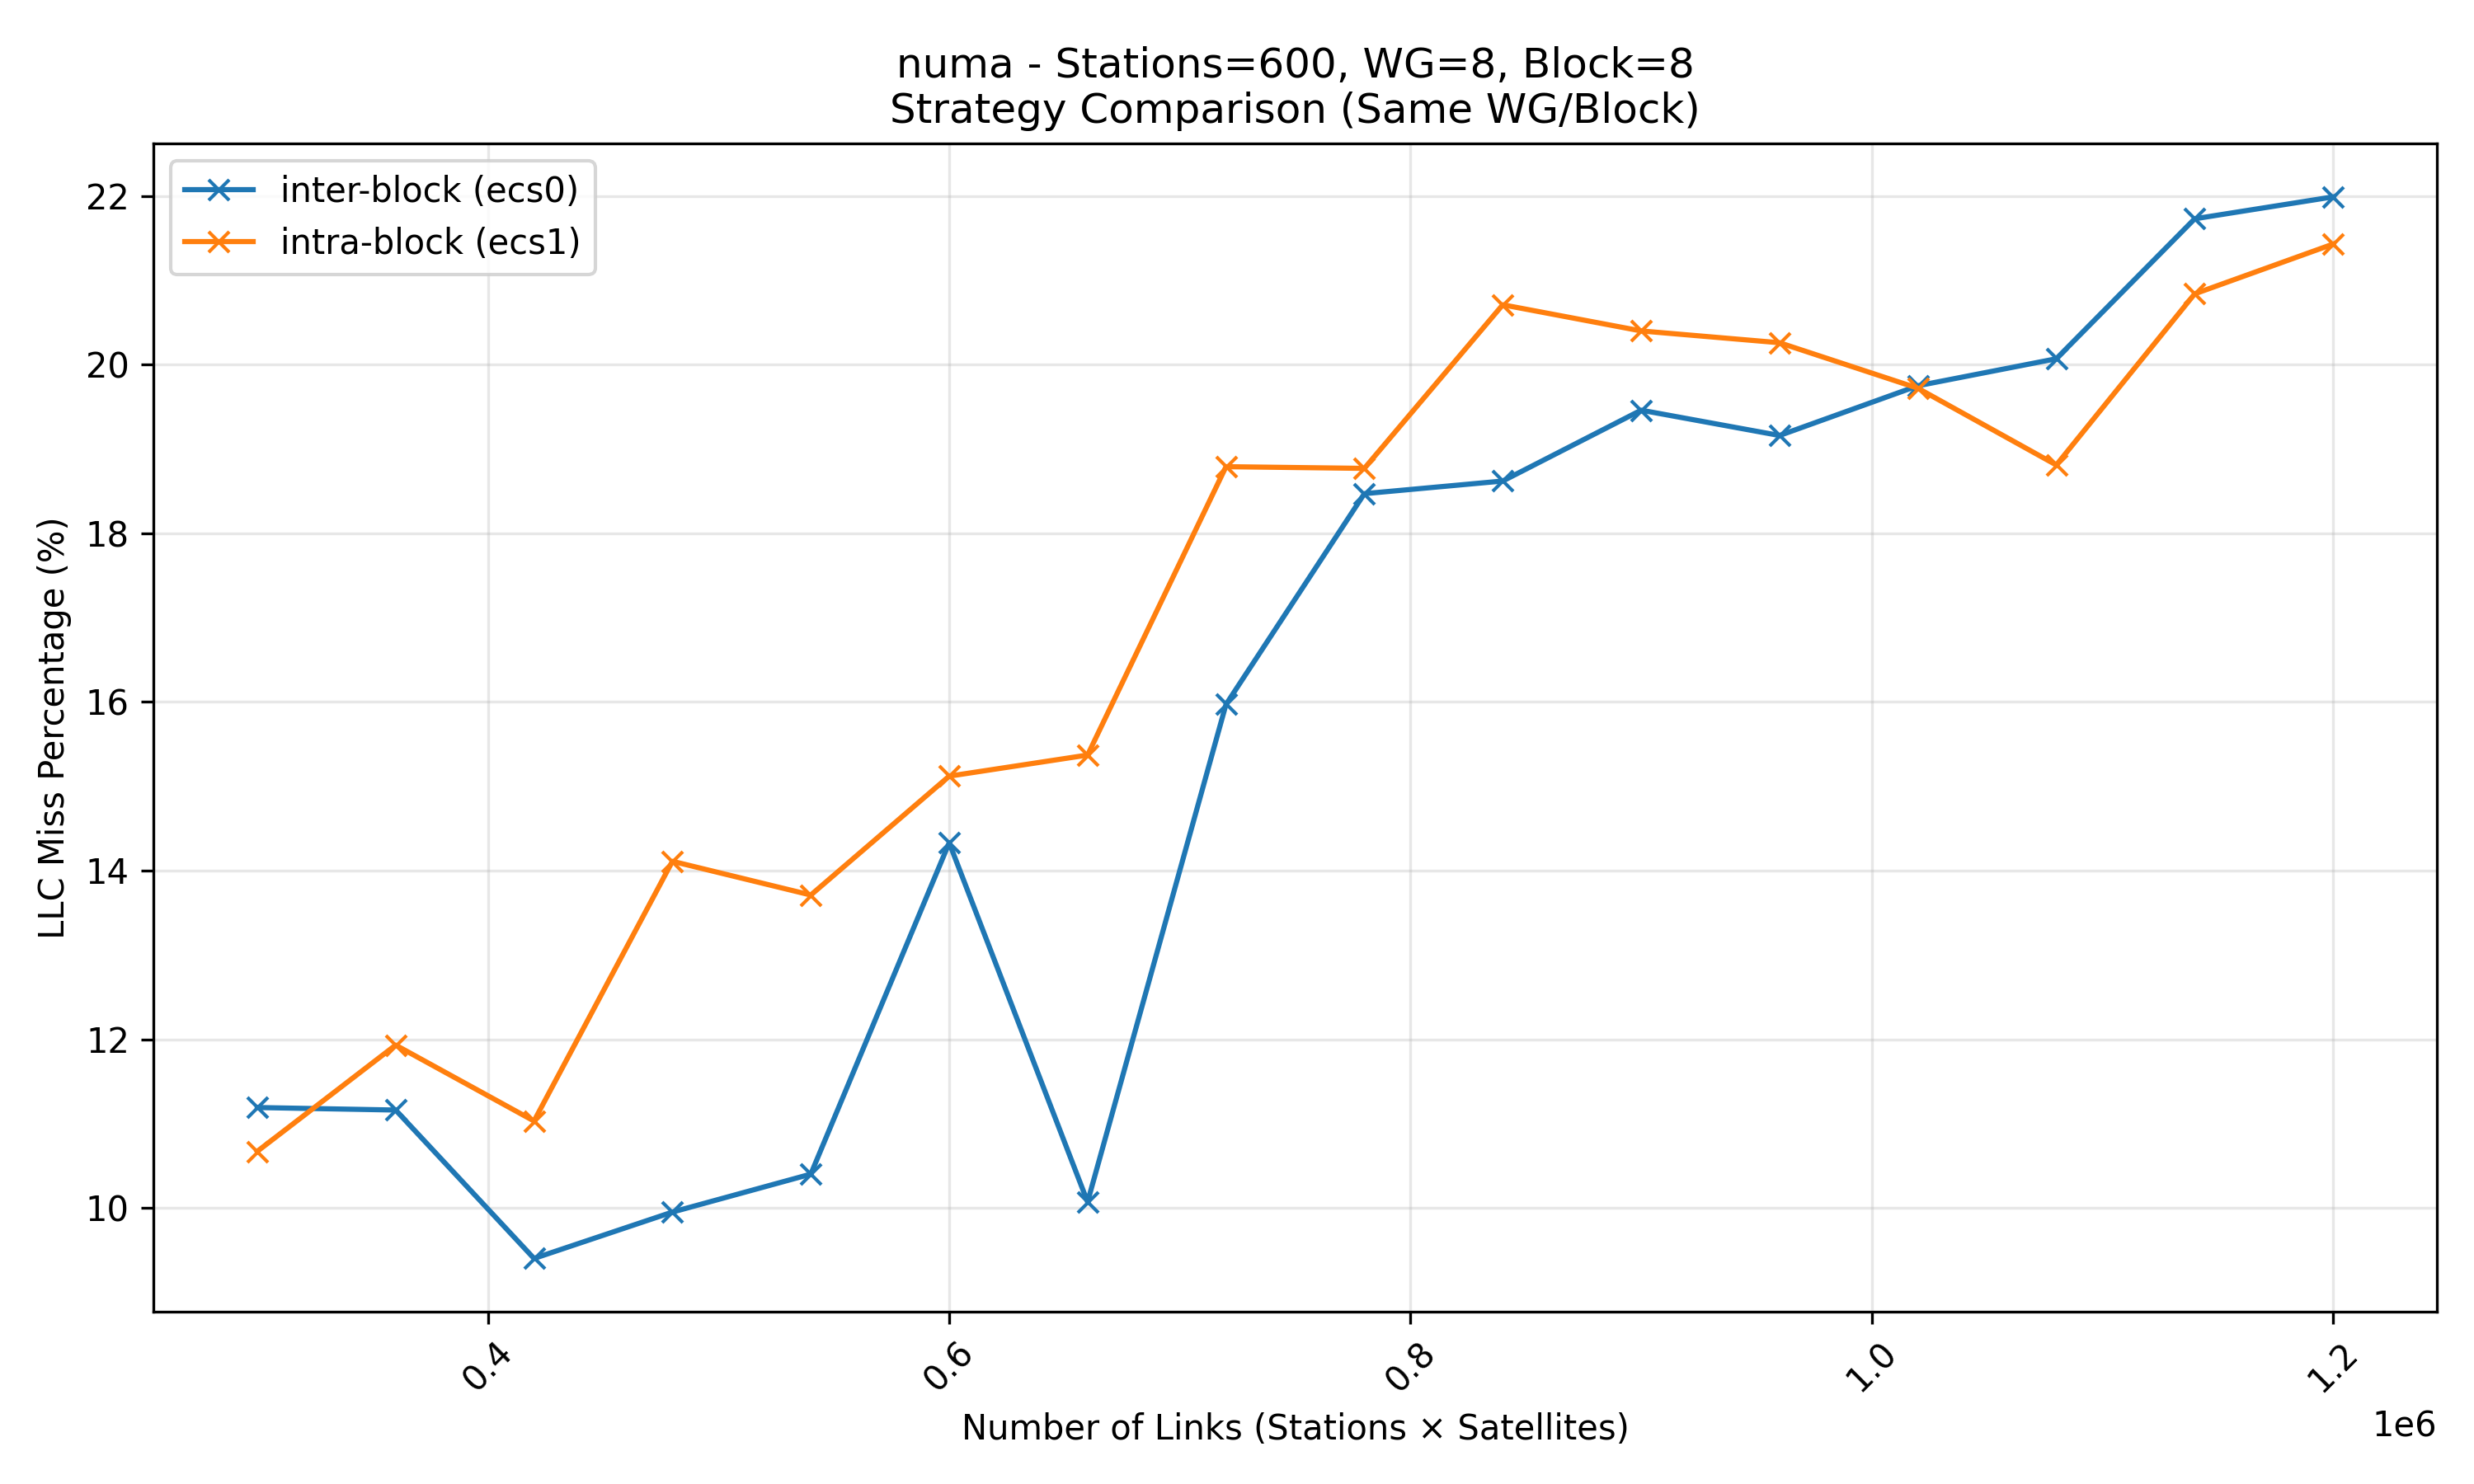 numa - Stations=600, WG=8, Block=8
Strategy Comparison (Same WG/Block)
inter-block (ecs0)
intra-block (ecs1)
LLC Miss Percentage (%)
22
20
18
16
14
12
10
0.4
0.6
0.8
1.0
1.2
1e6
Number of Links (Stations × Satellites)